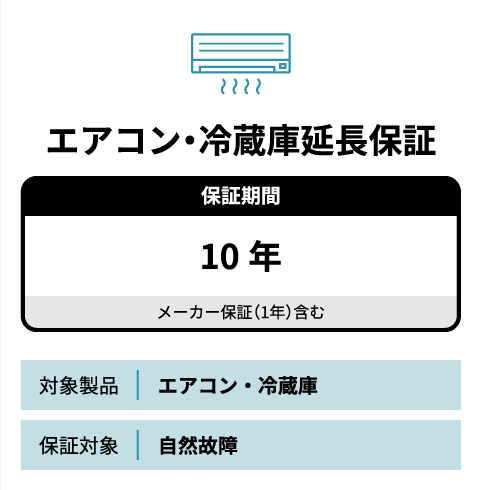 エアコン・冷蔵庫延長保証
保証期間
10 年
メーカー保証（1年）含む
対象製品 エアコン・冷蔵庫
保証対象 自然故障